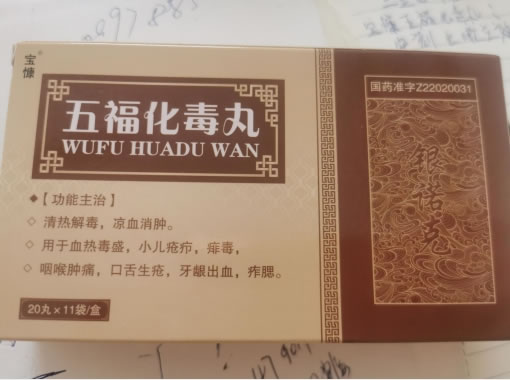 宝慷®
国药准字Z22020031
五福化毒丸
WUFU HUADU WAN
银诺克
◆【功能主治】
◇ 清热解毒，凉血消肿。
◇ 用于血热毒盛，小儿疮疖，痱毒，
◇ 咽喉肿痛，口舌生疮，牙龈出血，痄腮。
20丸×11袋/盒